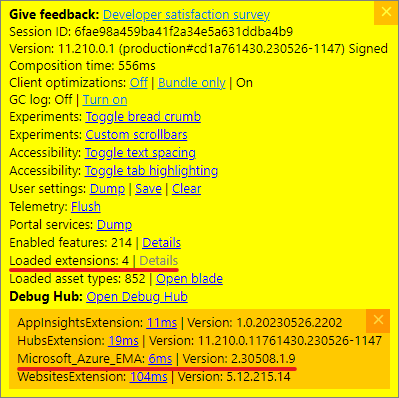 Give feedback: Developer satisfaction survey
Session ID: 6fae98a459ba41f2a34e5a631ddba4b9
Version: 11.210.0.1 (production#cd1a761430.230526-1147) Signed
Composition time: 556ms
Client optimizations: Off | Bundle only | On
GC log: Off | Turn on
Experiments: Toggle bread crumb
Experiments: Custom scrollbars
Accessibility: Toggle text spacing
Accessibility: Toggle tab highlighting
User settings: Dump | Save | Clear
Telemetry: Flush
Portal services: Dump
Enabled features: 214 | Details
Loaded extensions: 4 | Details
Loaded asset types: 852 | Open blade
Debug Hub: Open Debug Hub
AppInsightsExtension: 11ms | Version: 1.0.20230526.2202
HubsExtension: 19ms | Version: 11.210.0.11761430.230526-1147
Microsoft_Azure_EMA: 6ms | Version: 2.30508.1.9
WebsitesExtension: 104ms | Version: 5.12.215.14